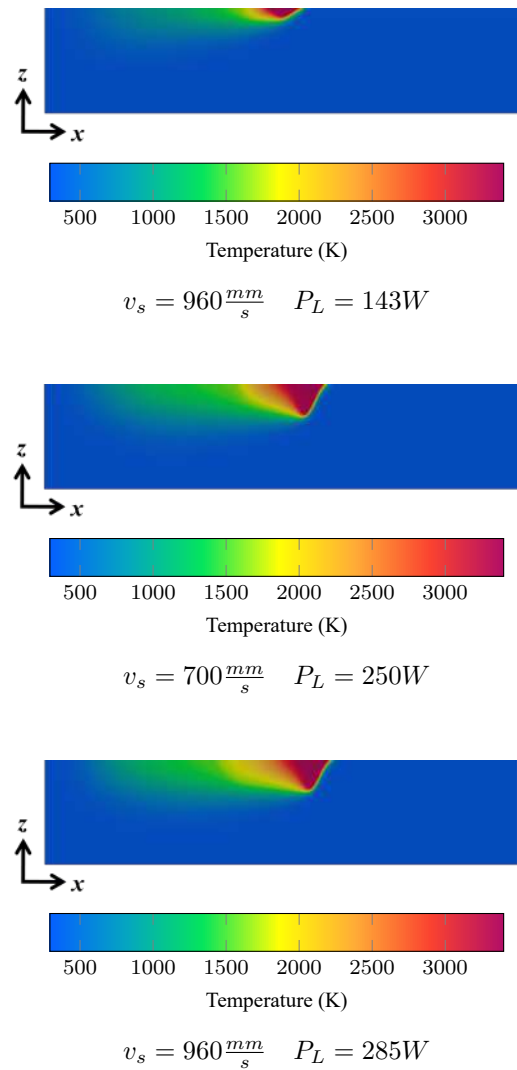 z
x
500 1000 1500 2000 2500 3000
Temperature (K)
v_s = 960 mm/s P_L = 143W
z
x
500 1000 1500 2000 2500 3000
Temperature (K)
v_s = 700 mm/s P_L = 250W
z
x
500 1000 1500 2000 2500 3000
Temperature (K)
v_s = 960 mm/s P_L = 285W